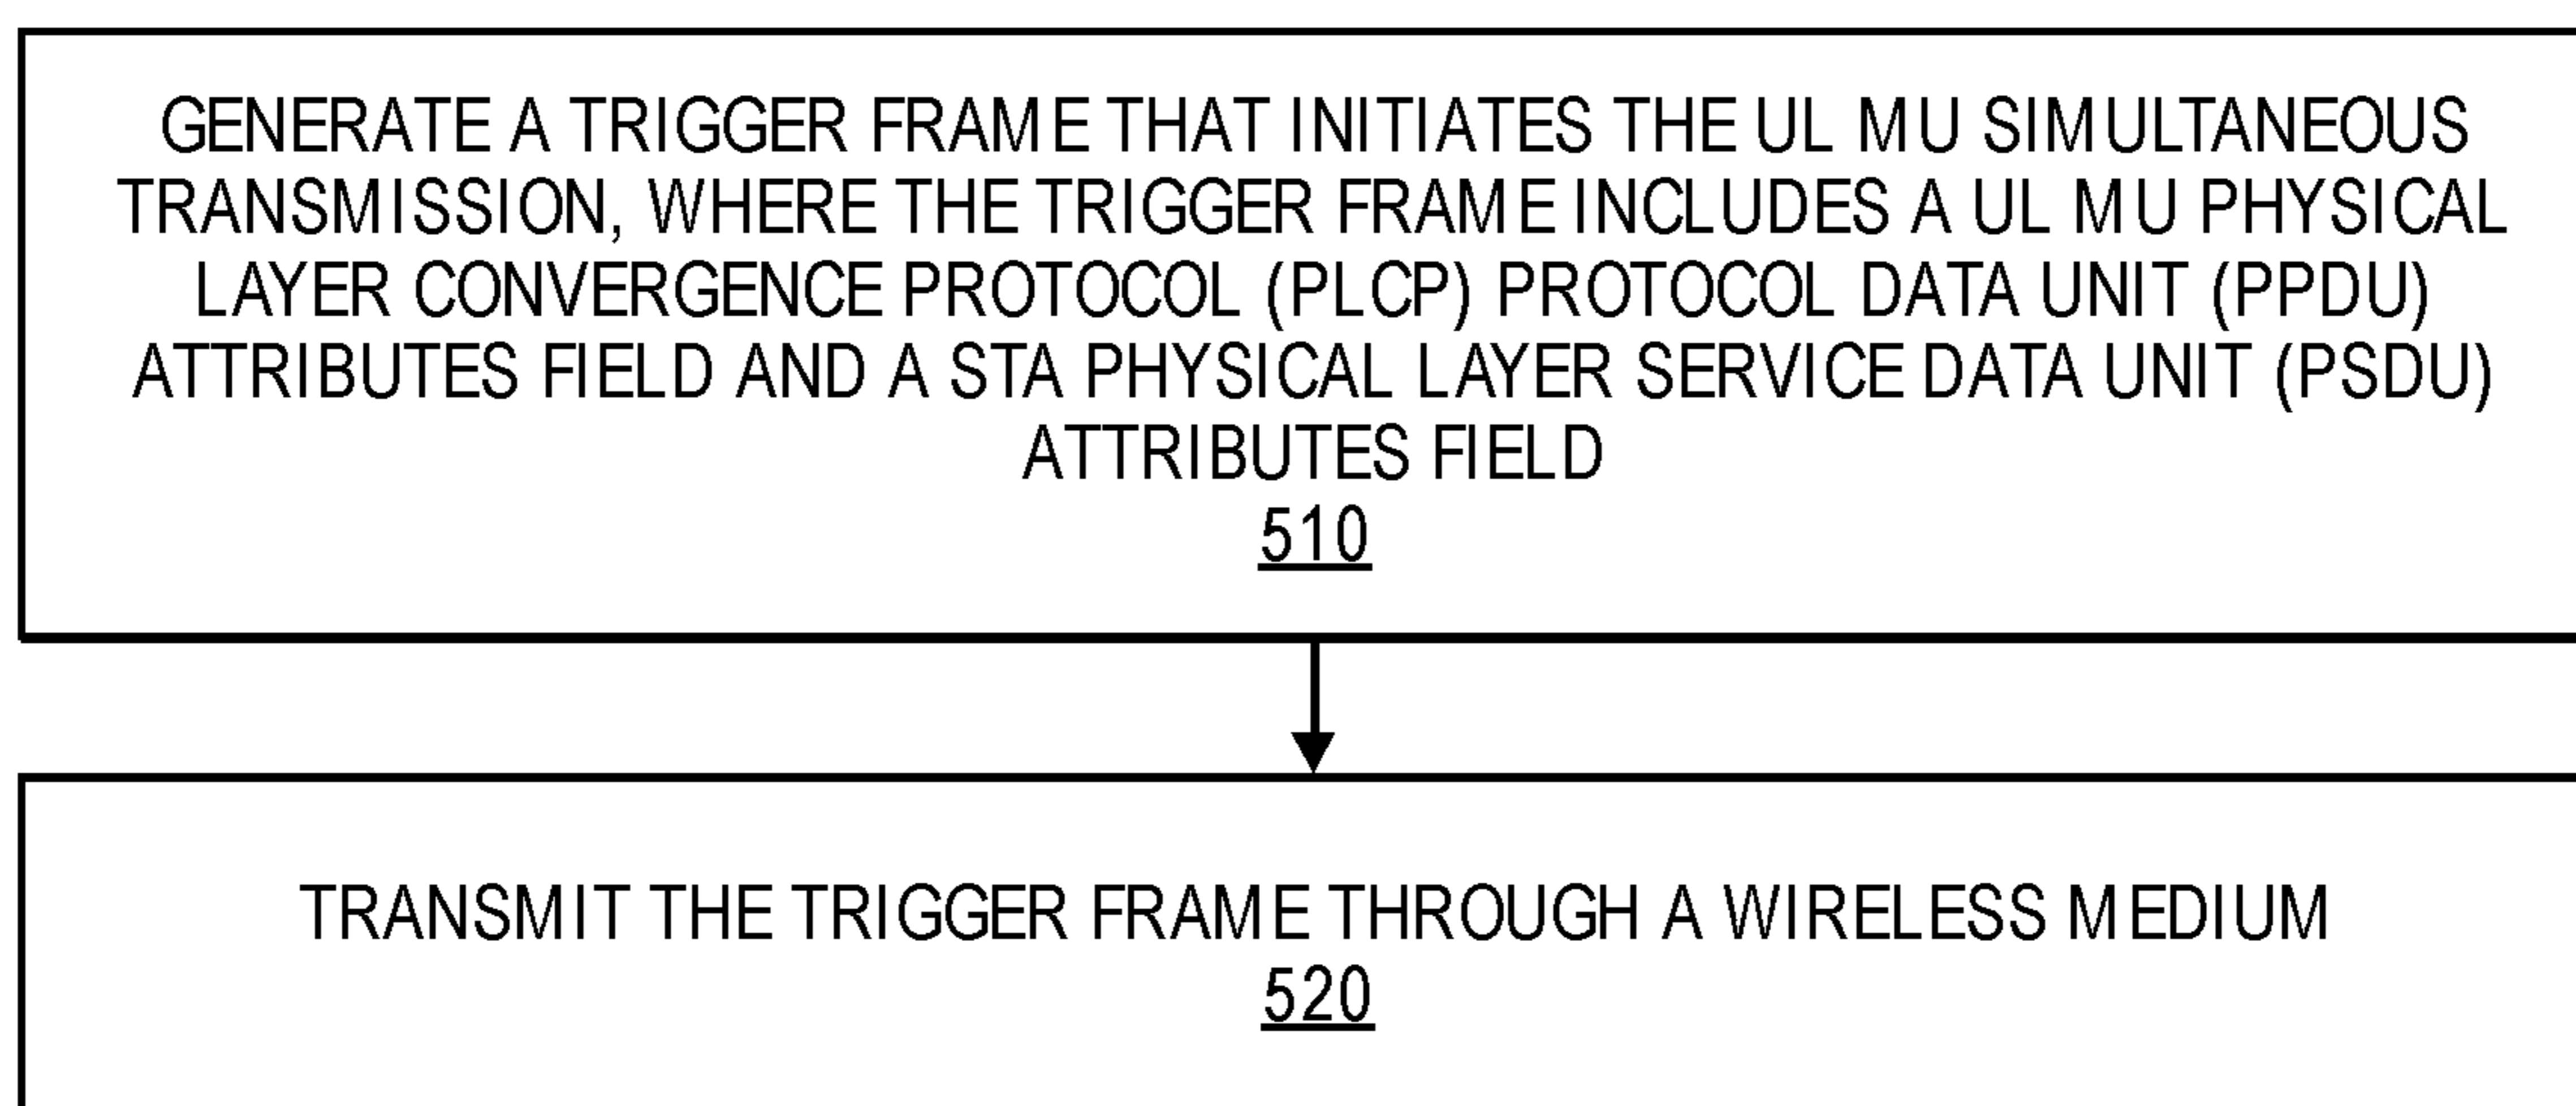 GENERATE A TRIGGER FRAME THAT INITIATES THE UL MU SIMULTANEOUS
TRANSMISSION, WHERE THE TRIGGER FRAME INCLUDES A UL MU PHYSICAL
LAYER CONVERGENCE PROTOCOL (PLCP) PROTOCOL DATA UNIT (PPDU)
ATTRIBUTES FIELD AND A STA PHYSICAL LAYER SERVICE DATA UNIT (PSDU)
ATTRIBUTES FIELD
510
TRANSMIT THE TRIGGER FRAME THROUGH A WIRELESS MEDIUM
520